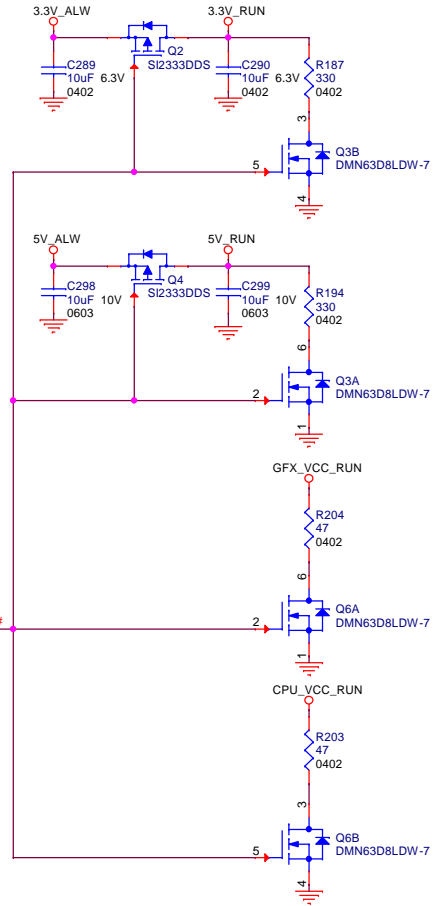 3.3V_ALW
3.3V_RUN
Q2
SI2333DDS
C289
10uF 6.3V
0402
C290
10uF 6.3V
0402
R187
330
0402
3
Q3B
DMN63D8LDW-7
5
4
5V_ALW
5V_RUN
Q4
SI2333DDS
C298
10uF 10V
0603
C299
10uF 10V
0603
R194
330
0402
6
Q3A
DMN63D8LDW-7
2
1
GFX_VCC_RUN
R204
47
0402
6
#
Q6A
DMN63D8LDW-7
2
1
CPU_VCC_RUN
R203
47
0402
3
Q6B
DMN63D8LDW-7
5
4